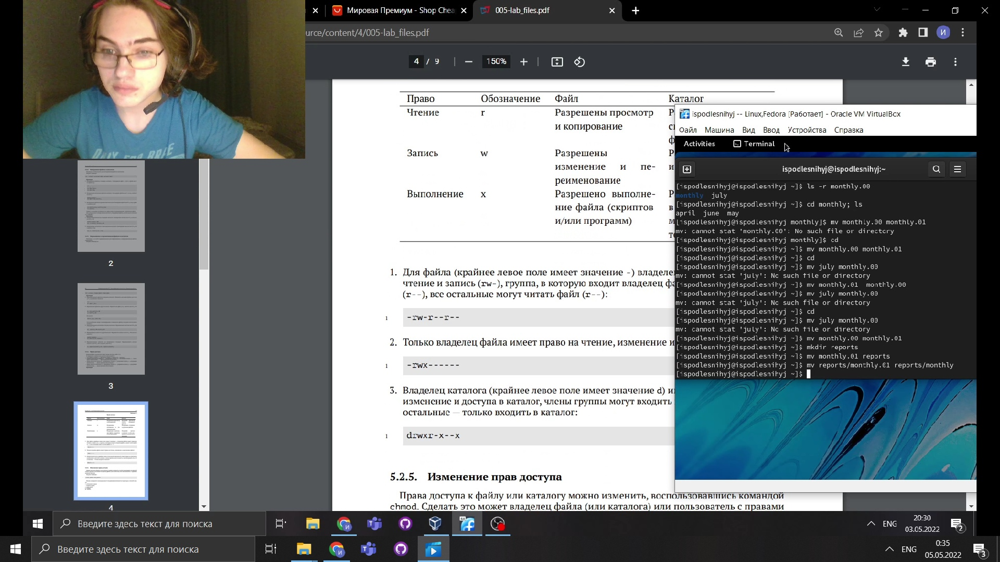 Мировая Премиум - Shop Chea
005-lab_files.pdf
urce/content/4/005-lab_files.pdf
И
4 / 9
150%
2
3
4
Право Обозначение Файл Каталог
Чтение r Разрешены просмотр
и копирование
Запись w Разрешены
изменение и пе-
реименование
Выполнение x Разрешено выполне-
ние файла (скриптов
и/или программ)
1. Для файла (крайнее левое поле имеет значение -) владеле
чтение и запись (rw-), группа, в которую входит владелец фа
(r--), все остальные могут читать файл (r--):
1 -rw-r--r--
2. Только владелец файла имеет право на чтение, изменение и
1 -rwx------
3. Владелец каталога (крайнее левое поле имеет значение d) и
изменение и доступа в каталог, члены группы могут входить
остальные — только входить в каталог:
1 drwxr-x--x
5.2.5. Изменение прав доступа
Права доступа к файлу или каталогу можно изменить, воспользовавшись командой
chmod. Сделать это может владелец файла (или каталога) или пользователь с правами
ispodlesnihyj -- Linux,Fedora [Работает] - Oracle VM VirtualBox
Файл Машина Вид Ввод Устройства Справка
Activities Terminal
ispodlesnihyj@ispodlesnihyj:~
[ispodlesnihyj@ispodlesnihyj ~]$ ls -r monthly.00
monthly july
[ispodlesnihyj@ispodlesnihyj ~]$ cd monthly; ls
april june may
[ispodlesnihyj@ispodlesnihyj monthly]$ mv monthly.00 monthly.01
mv: cannot stat 'monthly.00': No such file or directory
[ispodlesnihyj@ispodlesnihyj monthly]$ cd
[ispodlesnihyj@ispodlesnihyj ~]$ mv monthly.00 monthly.01
[ispodlesnihyj@ispodlesnihyj ~]$ cd
[ispodlesnihyj@ispodlesnihyj ~]$ mv july monthly.00
mv: cannot stat 'july': No such file or directory
[ispodlesnihyj@ispodlesnihyj ~]$ mv monthly.01  monthly.00
[ispodlesnihyj@ispodlesnihyj ~]$ mv july monthly.00
mv: cannot stat 'july': No such file or directory
[ispodlesnihyj@ispodlesnihyj ~]$ cd
[ispodlesnihyj@ispodlesnihyj ~]$ mv july monthly.00
mv: cannot stat 'july': No such file or directory
[ispodlesnihyj@ispodlesnihyj ~]$ mv monthly.00 monthly.01
[ispodlesnihyj@ispodlesnihyj ~]$ mkdir reports
[ispodlesnihyj@ispodlesnihyj ~]$ mv monthly.01 reports
[ispodlesnihyj@ispodlesnihyj ~]$ mv reports/monthly.01 reports/monthly
[ispodlesnihyj@ispodlesnihyj ~]$
Введите здесь текст для поиска
ENG
20:30
03.05.2022
2
Введите здесь текст для поиска
ENG
0:35
05.05.2022
3